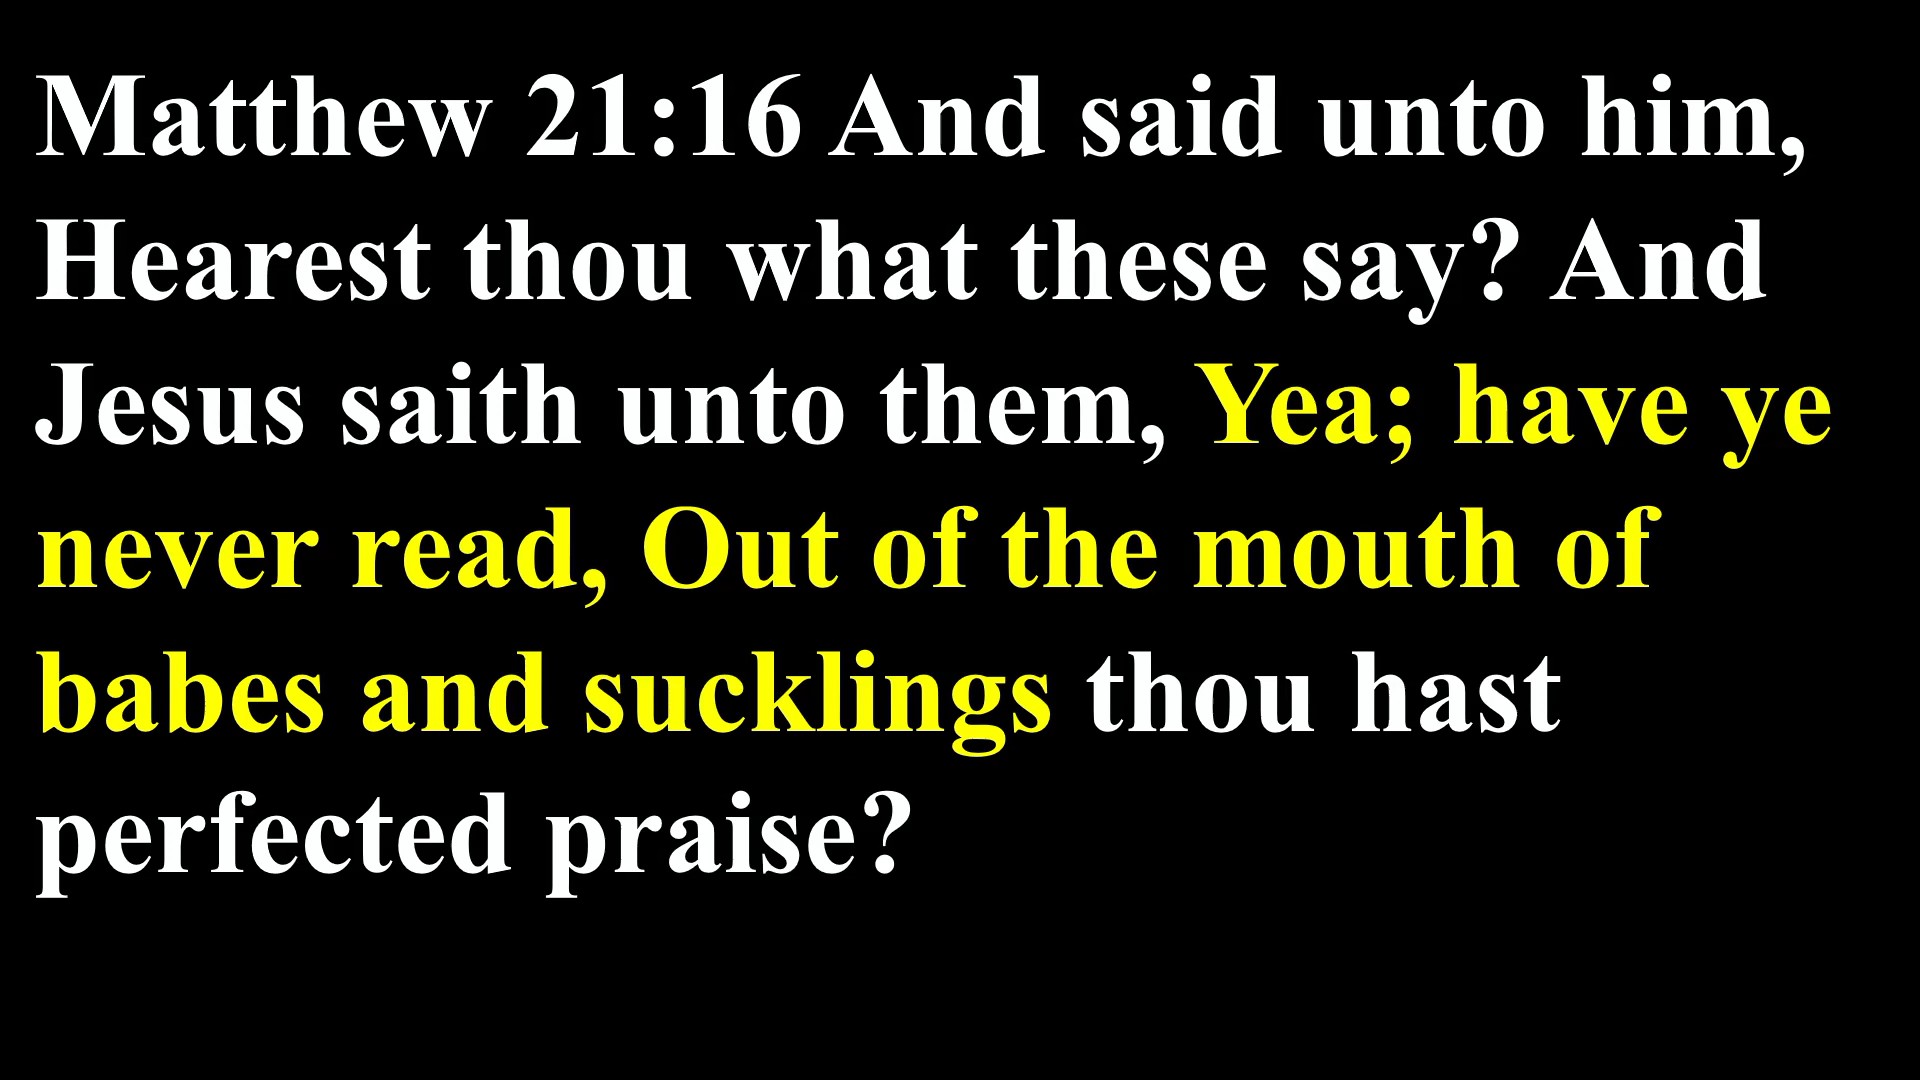 Matthew 21:16 And said unto him,
Hearest thou what these say? And
Jesus saith unto them, Yea; have ye
never read, Out of the mouth of
babes and sucklings thou hast
perfected praise?